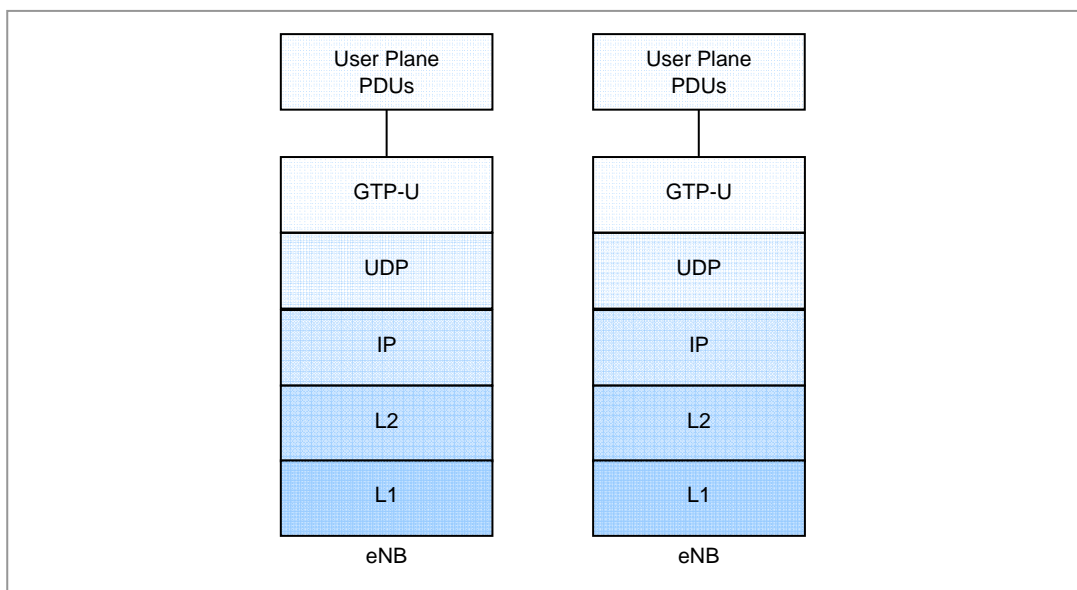 User Plane
PDUs
GTP-U
UDP
IP
L2
L1
eNB
User Plane
PDUs
GTP-U
UDP
IP
L2
L1
eNB